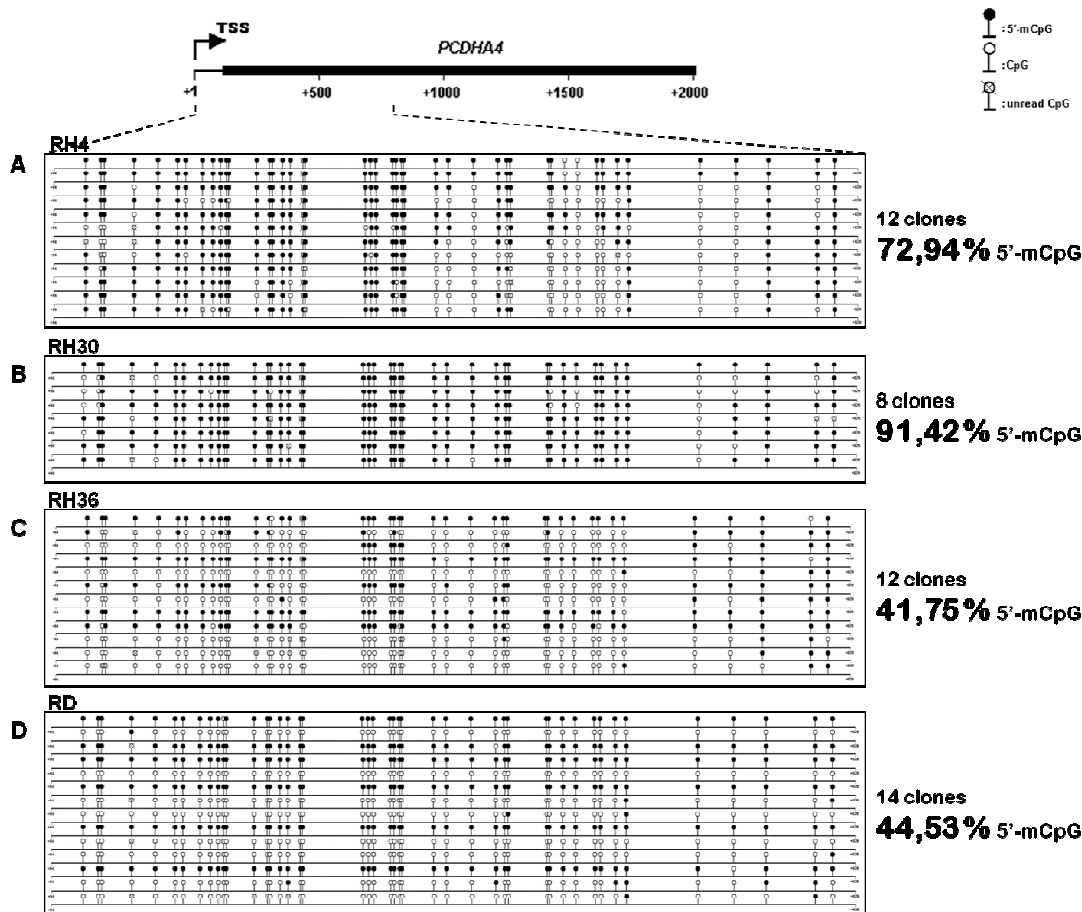 TSS
PCDHA4
+1
+500
+1000
+1500
+2000
: 5'-mCpG
: CpG
: unread CpG
A
RH4
12 clones
72,94% 5'-mCpG
B
RH30
8 clones
91,42% 5'-mCpG
C
RH36
12 clones
41,75% 5'-mCpG
D
RD
14 clones
44,53% 5'-mCpG